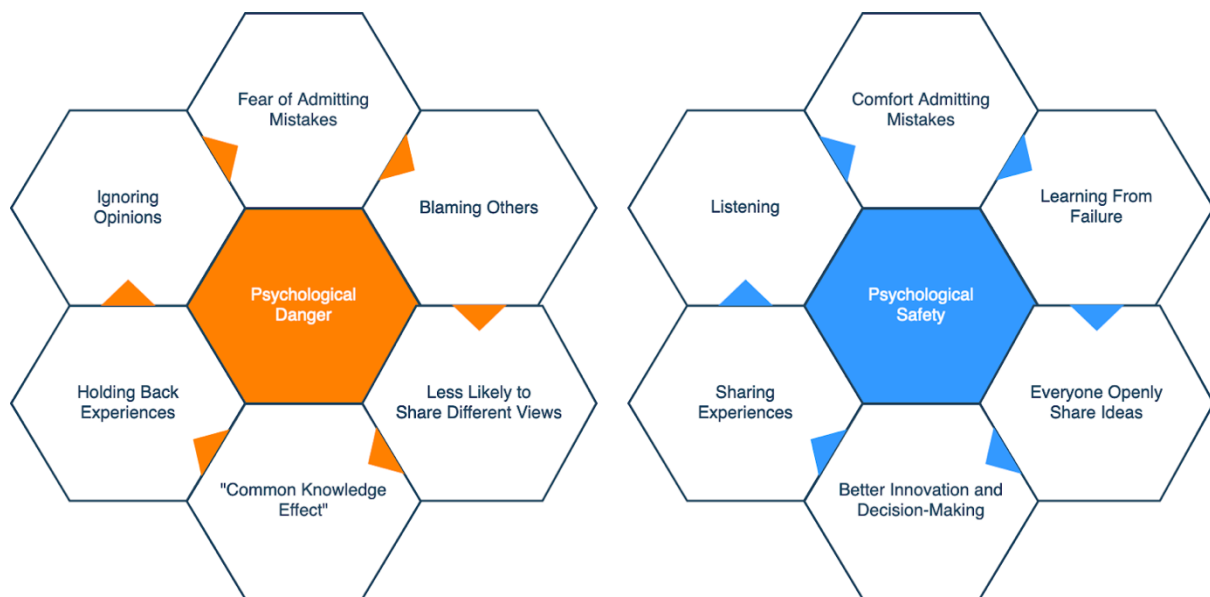 Fear of Admitting
Mistakes
Blaming Others
Less Likely to
Share Different Views
"Common Knowledge
Effect"
Holding Back
Experiences
Ignoring
Opinions
Psychological
Danger
Comfort Admitting
Mistakes
Learning From
Failure
Everyone Openly
Share Ideas
Better Innovation and
Decision-Making
Sharing
Experiences
Listening
Psychological
Safety